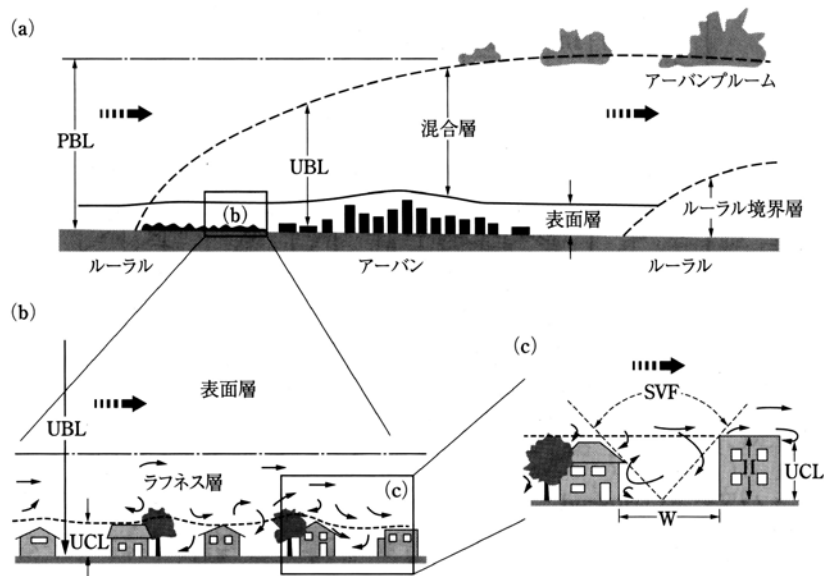 (a)
アーバンプルーム
PBL
UBL
混合層
(b)
表面層
ルーラル境界層
ルーラル
アーバン
ルーラル
(b)
表面層
UBL
ラフネス層
(c)
UCL
(c)
SVF
H
UCL
W